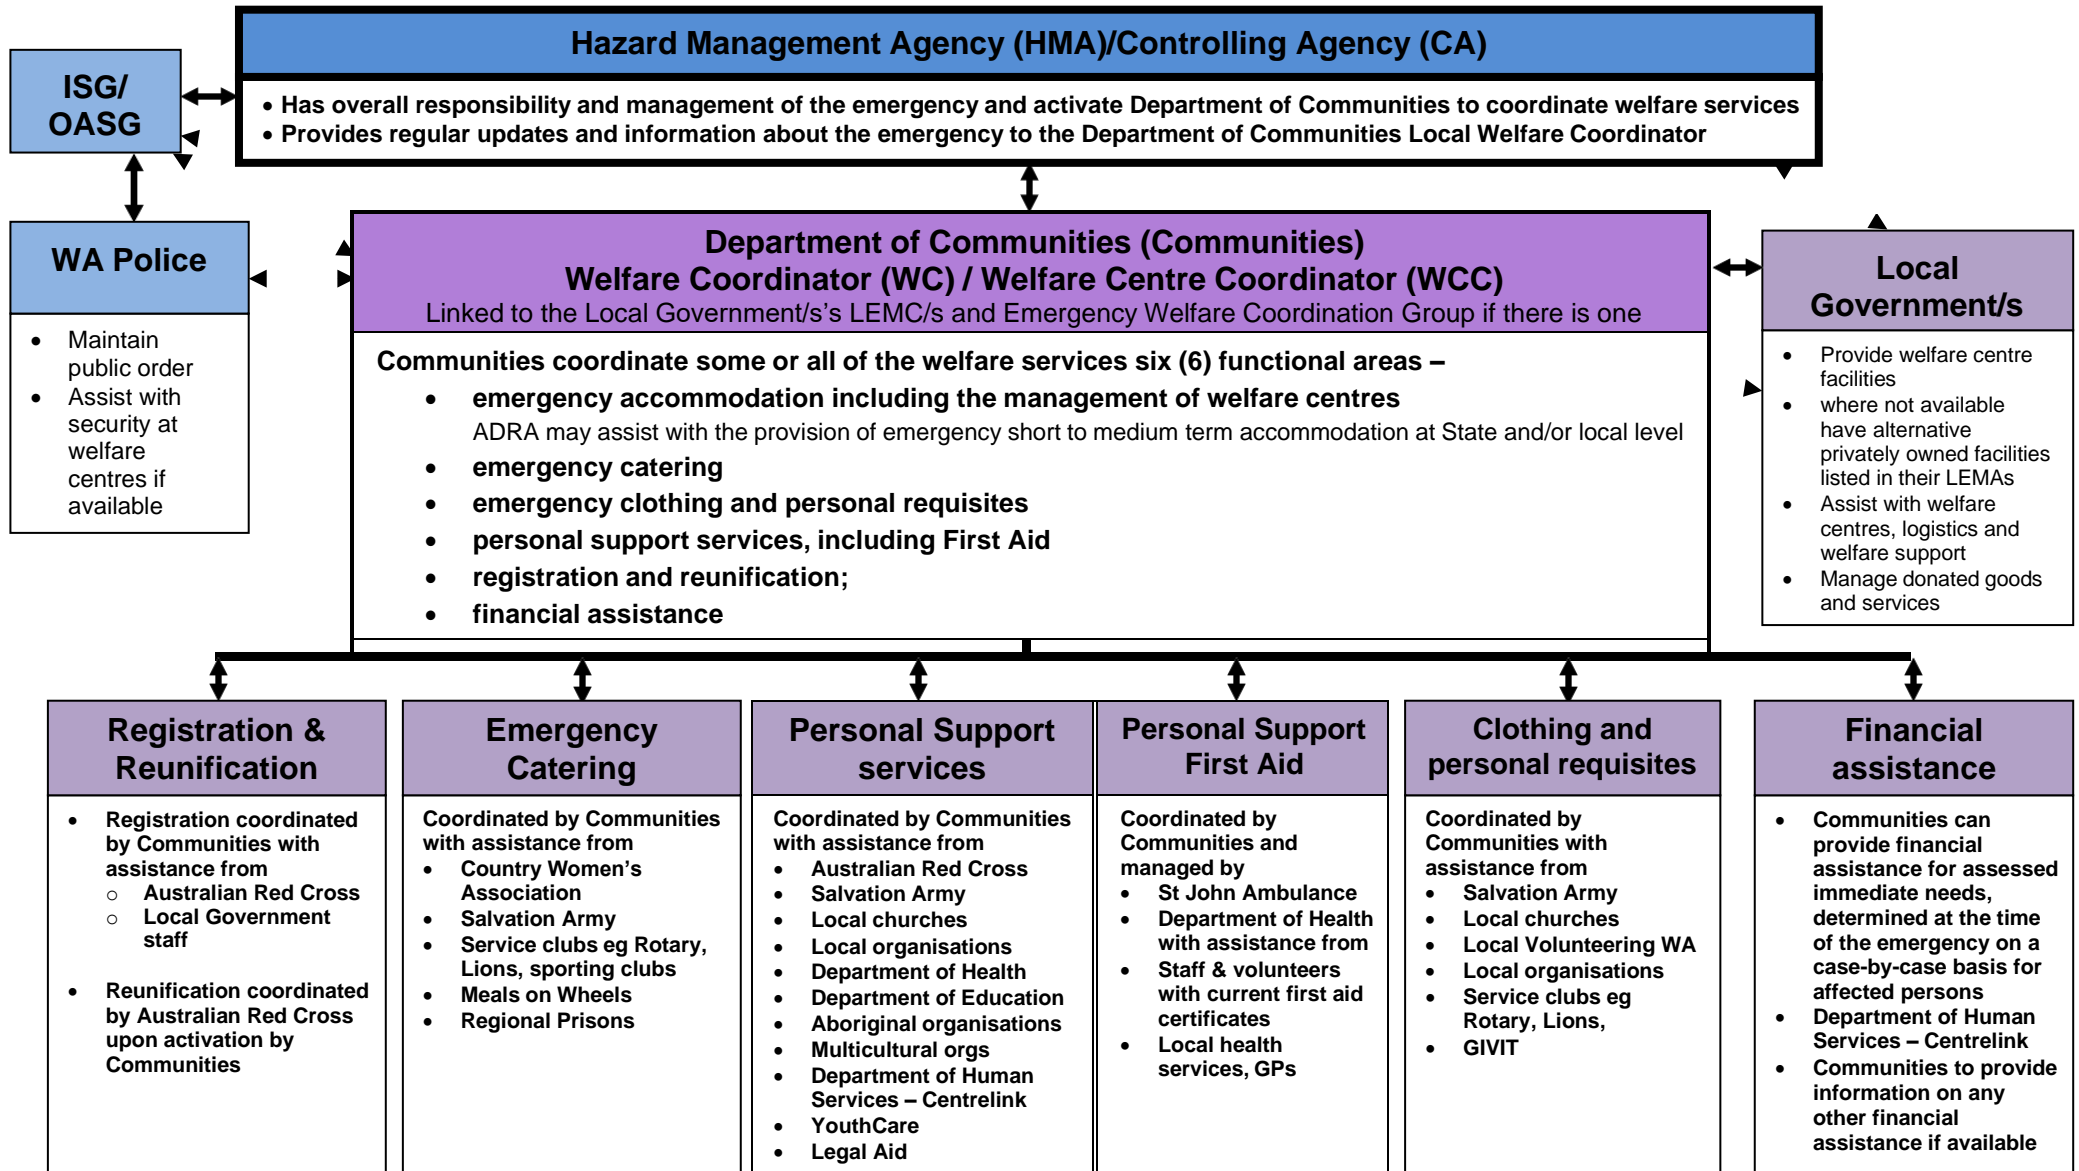 Hazard Management Agency (HMA)/Controlling Agency (CA)
• Has overall responsibility and management of the emergency and activate Department of Communities to coordinate welfare services
• Provides regular updates and information about the emergency to the Department of Communities Local Welfare Coordinator
ISG/
OASG
WA Police
• Maintain
public order
• Assist with
security at
welfare
centres if
available
Department of Communities (Communities)
Welfare Coordinator (WC) / Welfare Centre Coordinator (WCC)
Linked to the Local Government/s's LEMC/s and Emergency Welfare Coordination Group if there is one
Communities coordinate some or all of the welfare services six (6) functional areas –
• emergency accommodation including the management of welfare centres
ADRA may assist with the provision of emergency short to medium term accommodation at State and/or local level
• emergency catering
• emergency clothing and personal requisites
• personal support services, including First Aid
• registration and reunification;
• financial assistance
Local
Government/s
• Provide welfare centre
facilities
• where not available
have alternative
privately owned facilities
listed in their LEMAs
• Assist with welfare
centres, logistics and
welfare support
• Manage donated goods
and services
Registration &
Reunification
• Registration coordinated
by Communities with
assistance from
o Australian Red Cross
o Local Government
staff
• Reunification coordinated
by Australian Red Cross
upon activation by
Communities
Emergency
Catering
Coordinated by Communities
with assistance from
• Country Women's
Association
• Salvation Army
• Service clubs eg Rotary,
Lions, sporting clubs
• Meals on Wheels
• Regional Prisons
Personal Support
services
Coordinated by Communities
with assistance from
• Australian Red Cross
• Salvation Army
• Local churches
• Local organisations
• Department of Health
• Department of Education
• Aboriginal organisations
• Multicultural orgs
• Department of Human
Services – Centrelink
• YouthCare
• Legal Aid
Personal Support
First Aid
Coordinated by
Communities and
managed by
• St John Ambulance
• Department of Health
with assistance from
• Staff & volunteers
with current first aid
certificates
• Local health
services, GPs
Clothing and
personal requisites
Coordinated by
Communities with
assistance from
• Salvation Army
• Local churches
• Local Volunteering WA
• Local organisations
• Service clubs eg
Rotary, Lions,
• GIVIT
Financial
assistance
• Communities can
provide financial
assistance for assessed
immediate needs,
determined at the time
of the emergency on a
case-by-case basis for
affected persons
• Department of Human
Services – Centrelink
• Communities to provide
information on any
other financial
assistance if available